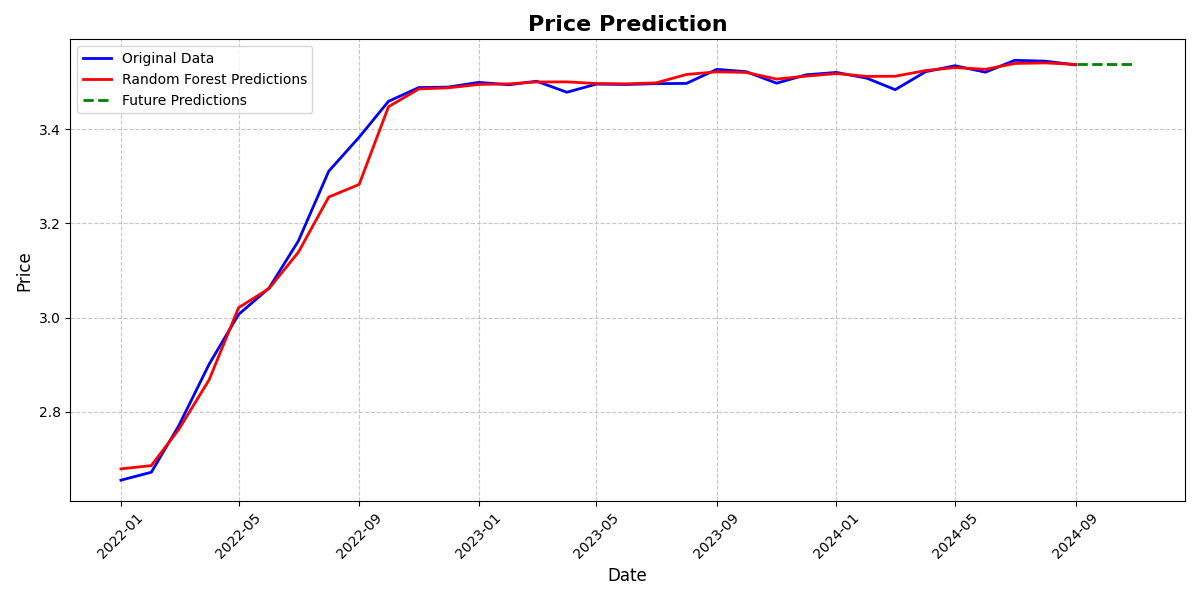 Price Prediction
Original Data
Random Forest Predictions
Future Predictions
3.4
3.2
3.0
2.8
Price
2022-01
2022-05
2022-09
2023-01
2023-05
2023-09
2024-01
2024-05
2024-09
Date